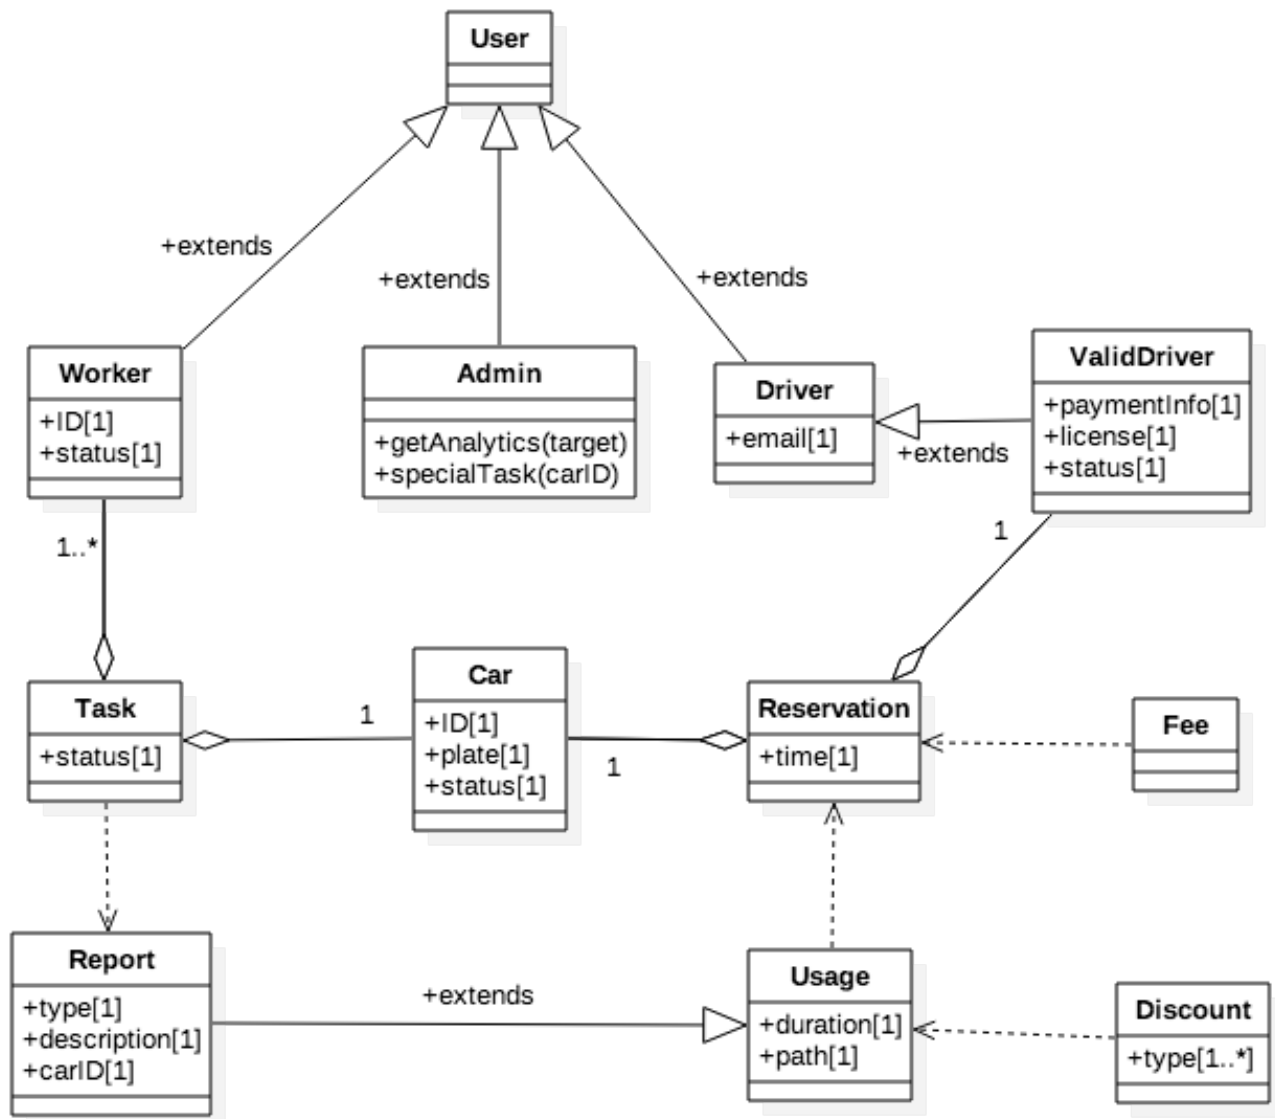 User
+extends
+extends
+extends
Worker
+ID[1]
+status[1]
Admin
+getAnalytics(target)
+specialTask(carID)
Driver
+email[1]
+extends
ValidDriver
+paymentInfo[1]
+license[1]
+status[1]
1..*
1
Task
+status[1]
1
Car
+ID[1]
+plate[1]
+status[1]
1
Reservation
+time[1]
Fee
Report
+type[1]
+description[1]
+carID[1]
+extends
Usage
+duration[1]
+path[1]
Discount
+type[1..*]